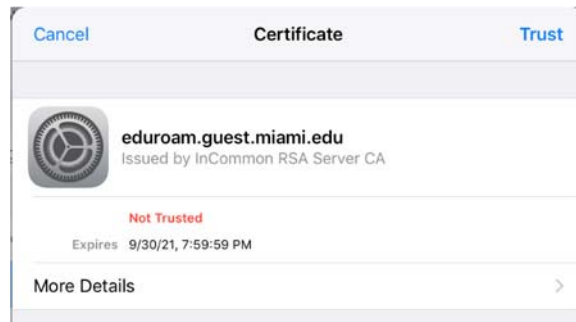 Cancel Certificate Trust
eduroam.guest.miami.edu
Issued by InCommon RSA Server CA
Not Trusted
Expires 9/30/21, 7:59:59 PM
More Details